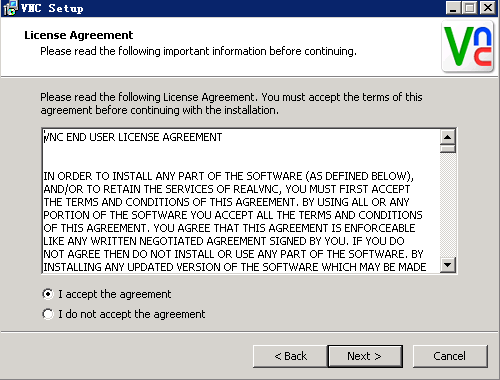 VNC Setup
License Agreement
Please read the following important information before continuing.
VnC
Please read the following License Agreement. You must accept the terms of this
agreement before continuing with the installation.
VNC END USER LICENSE AGREEMENT
IN ORDER TO INSTALL ANY PART OF THE SOFTWARE (AS DEFINED BELOW),
AND/OR TO RETAIN THE SERVICES OF REALVNC, YOU MUST FIRST ACCEPT
THE TERMS AND CONDITIONS OF THIS AGREEMENT. BY USING ALL OR ANY
PORTION OF THE SOFTWARE YOU ACCEPT ALL THE TERMS AND CONDITIONS
OF THIS AGREEMENT. YOU AGREE THAT THIS AGREEMENT IS ENFORCEABLE
LIKE ANY WRITTEN NEGOTIATED AGREEMENT SIGNED BY YOU. IF YOU DO
NOT AGREE THEN DO NOT INSTALL OR USE ANY PART OF THE SOFTWARE. BY
INSTALLING ANY UPDATED VERSION OF THE SOFTWARE WHICH MAY BE MADE
I accept the agreement
I do not accept the agreement
< Back
Next >
Cancel